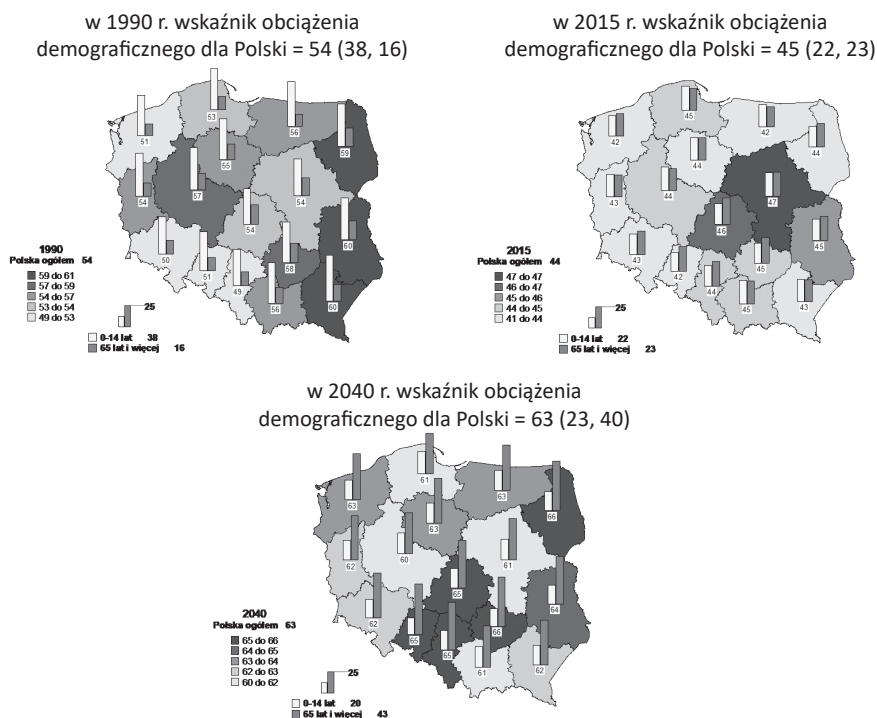 w 1990 r. wskaźnik obciążenia
demograficznego dla Polski = 54 (38, 16)
53
51
56
59
55
54
57
54
54
60
50
51
58
49
56
60
1990
Polska ogółem 54
59 do 61
57 do 59
54 do 57
53 do 54
49 do 53
25
0-14 lat 38
65 lat i więcej 16
w 2015 r. wskaźnik obciążenia
demograficznego dla Polski = 45 (22, 23)
45
42
42
44
44
43
44
47
46
45
43
42
45
44
45
43
2015
Polska ogółem 44
47 do 47
46 do 47
45 do 46
44 do 45
41 do 44
25
0-14 lat 22
65 lat i więcej 23
w 2040 r. wskaźnik obciążenia
demograficznego dla Polski = 63 (23, 40)
61
63
63
66
63
62
60
61
65
64
62
65
66
65
61
62
2040
Polska ogółem 63
65 do 66
64 do 65
63 do 64
62 do 63
60 do 62
25
0-14 lat 20
65 lat i więcej 43